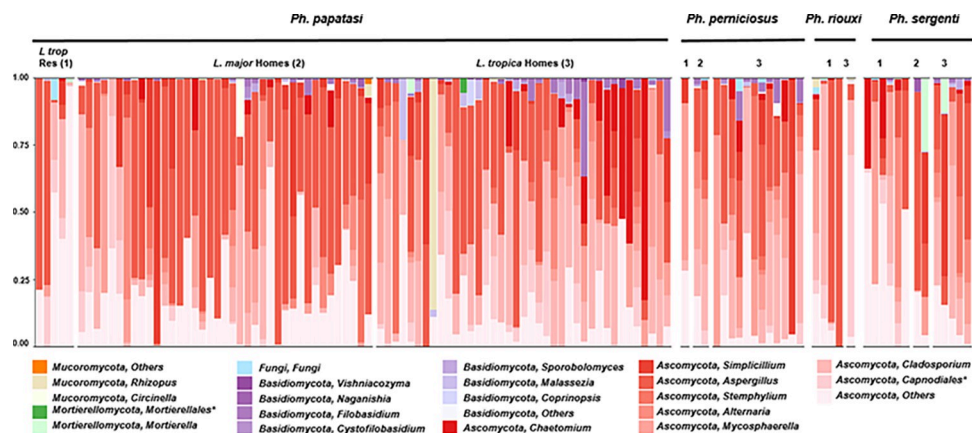 Ph. papatasi Ph. perniciosus Ph. riouxi Ph. sergenti
L trop
Res (1) L. major Homes (2) L. tropica Homes (3) 1 2 3 1 3 1 2 3
1.00
0.75
0.50
0.25
0.00
Mucoromycota, Others
Mucoromycota, Rhizopus
Mucoromycota, Circinella
Mortierellomycota, Mortierellales*
Mortierellomycota, Mortierella
Fungi, Fungi
Basidiomycota, Vishniacozyma
Basidiomycota, Naganishia
Basidiomycota, Filobasidium
Basidiomycota, Cystofilobasidium
Basidiomycota, Sporobolomyces
Basidiomycota, Malassezia
Basidiomycota, Coprinopsis
Basidiomycota, Others
Ascomycota, Chaetomium
Ascomycota, Simplicillium
Ascomycota, Aspergillus
Ascomycota, Stemphylium
Ascomycota, Alternaria
Ascomycota, Mycosphaerella
Ascomycota, Cladosporium
Ascomycota, Capnodiales*
Ascomycota, Others